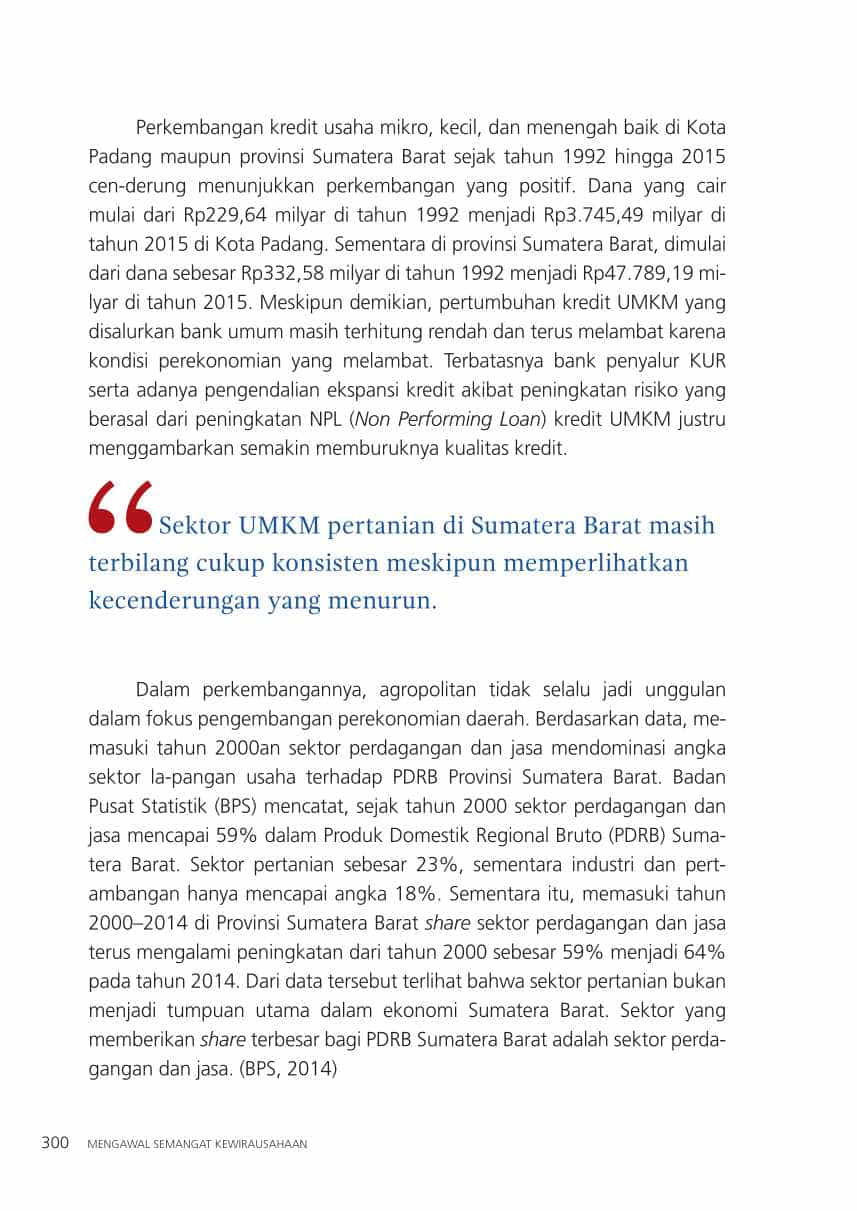 Perkembangan kredit usaha mikro, kecil, dan menengah baik di Kota
Padang maupun provinsi Sumatera Barat sejak tahun 1992 hingga 2015
cen-derung menunjukkan perkembangan yang positif. Dana yang cair
mulai dari Rp229,64 milyar di tahun 1992 menjadi Rp3.745,49 milyar di
tahun 2015 di Kota Padang. Sementara di provinsi Sumatera Barat, dimulai
dari dana sebesar Rp332,58 milyar di tahun 1992 menjadi Rp47.789,19 mi-
lyar di tahun 2015. Meskipun demikian, pertumbuhan kredit UMKM yang
disalurkan bank umum masih terhitung rendah dan terus melambat karena
kondisi perekonomian yang melambat. Terbatasnya bank penyalur KUR
serta adanya pengendalian ekspansi kredit akibat peningkatan risiko yang
berasal dari peningkatan NPL (Non Performing Loan) kredit UMKM justru
menggambarkan semakin memburuknya kualitas kredit.
“Sektor UMKM pertanian di Sumatera Barat masih
terbilang cukup konsisten meskipun memperlihatkan
kecenderungan yang menurun.
Dalam perkembangannya, agropolitan tidak selalu jadi unggulan
dalam fokus pengembangan perekonomian daerah. Berdasarkan data, me-
masuki tahun 2000an sektor perdagangan dan jasa mendominasi angka
sektor la-pangan usaha terhadap PDRB Provinsi Sumatera Barat. Badan
Pusat Statistik (BPS) mencatat, sejak tahun 2000 sektor perdagangan dan
jasa mencapai 59% dalam Produk Domestik Regional Bruto (PDRB) Suma-
tera Barat. Sektor pertanian sebesar 23%, sementara industri dan pert-
ambangan hanya mencapai angka 18%. Sementara itu, memasuki tahun
2000–2014 di Provinsi Sumatera Barat share sektor perdagangan dan jasa
terus mengalami peningkatan dari tahun 2000 sebesar 59% menjadi 64%
pada tahun 2014. Dari data tersebut terlihat bahwa sektor pertanian bukan
menjadi tumpuan utama dalam ekonomi Sumatera Barat. Sektor yang
memberikan share terbesar bagi PDRB Sumatera Barat adalah sektor perda-
gangan dan jasa. (BPS, 2014)
300 MENGAWAL SEMANGAT KEWIRAUSAHAAN